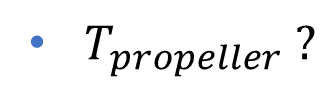 • T_propeller ?